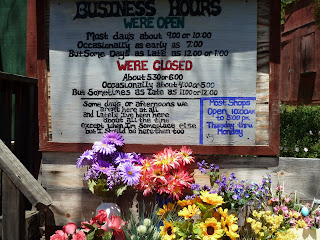 BUSINESS HOURS
WERE OPEN
Most days about 9:00 or 10:00
Occasionally as early as 7:00
But Some Days as Late as 12:00 or 1:00
WERE CLOSED
About 5:30 or 6:00
Occasionally about 4:00 or 5:00
But Sometimes as Late as 11:00 or 12:00
Some days or afternoons we
aren't here at all
and Lately I've been here
about all the time
except when I'm Someplace else
but I should be here then too
Most Shops
Open 10:00am
to 5:00 pm
Thursday thru
Monday